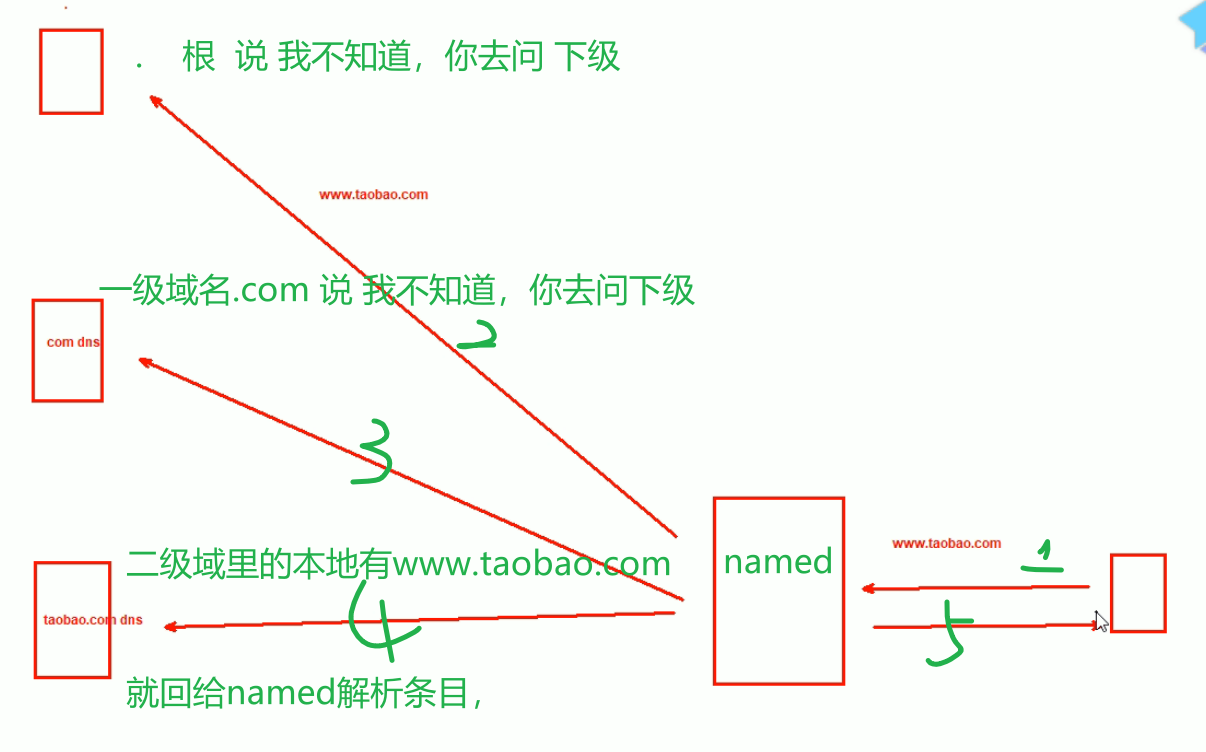 . 根 说 我不知道，你去问 下级
www.taobao.com
一级域名.com 说 我不知道，你去问下级
2
com dns
3
www.taobao.com
1
二级域里的本地有www.taobao.com
named
4
taobao.com dns
5
就回给named解析条目，